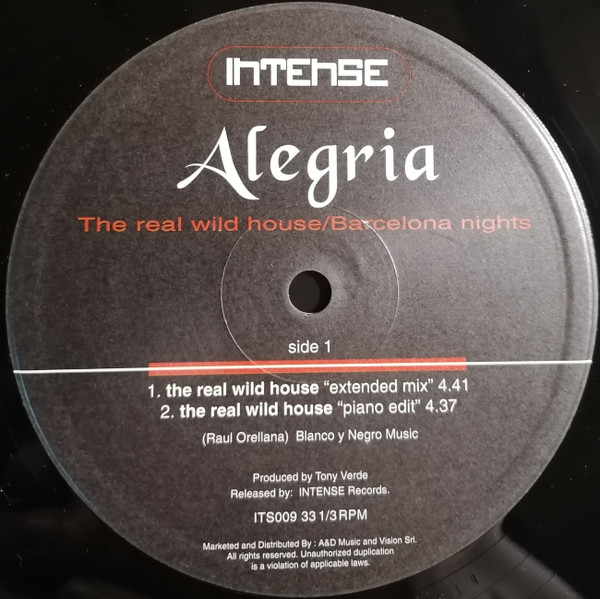 INTENSE
Alegria
The real wild house/Barcelona nights
side 1
1. the real wild house “extended mix” 4.41
2. the real wild house “piano edit” 4.37
(Raul Orellana) Blanco y Negro Music
Produced by Tony Verde
Released by: INTENSE Records.
ITS009 33 1/3 RPM
Marketed and Distributed By : A&D Music and Vision Srl.
All rights reserved. Unauthorized duplication
is a violation of applicable laws.